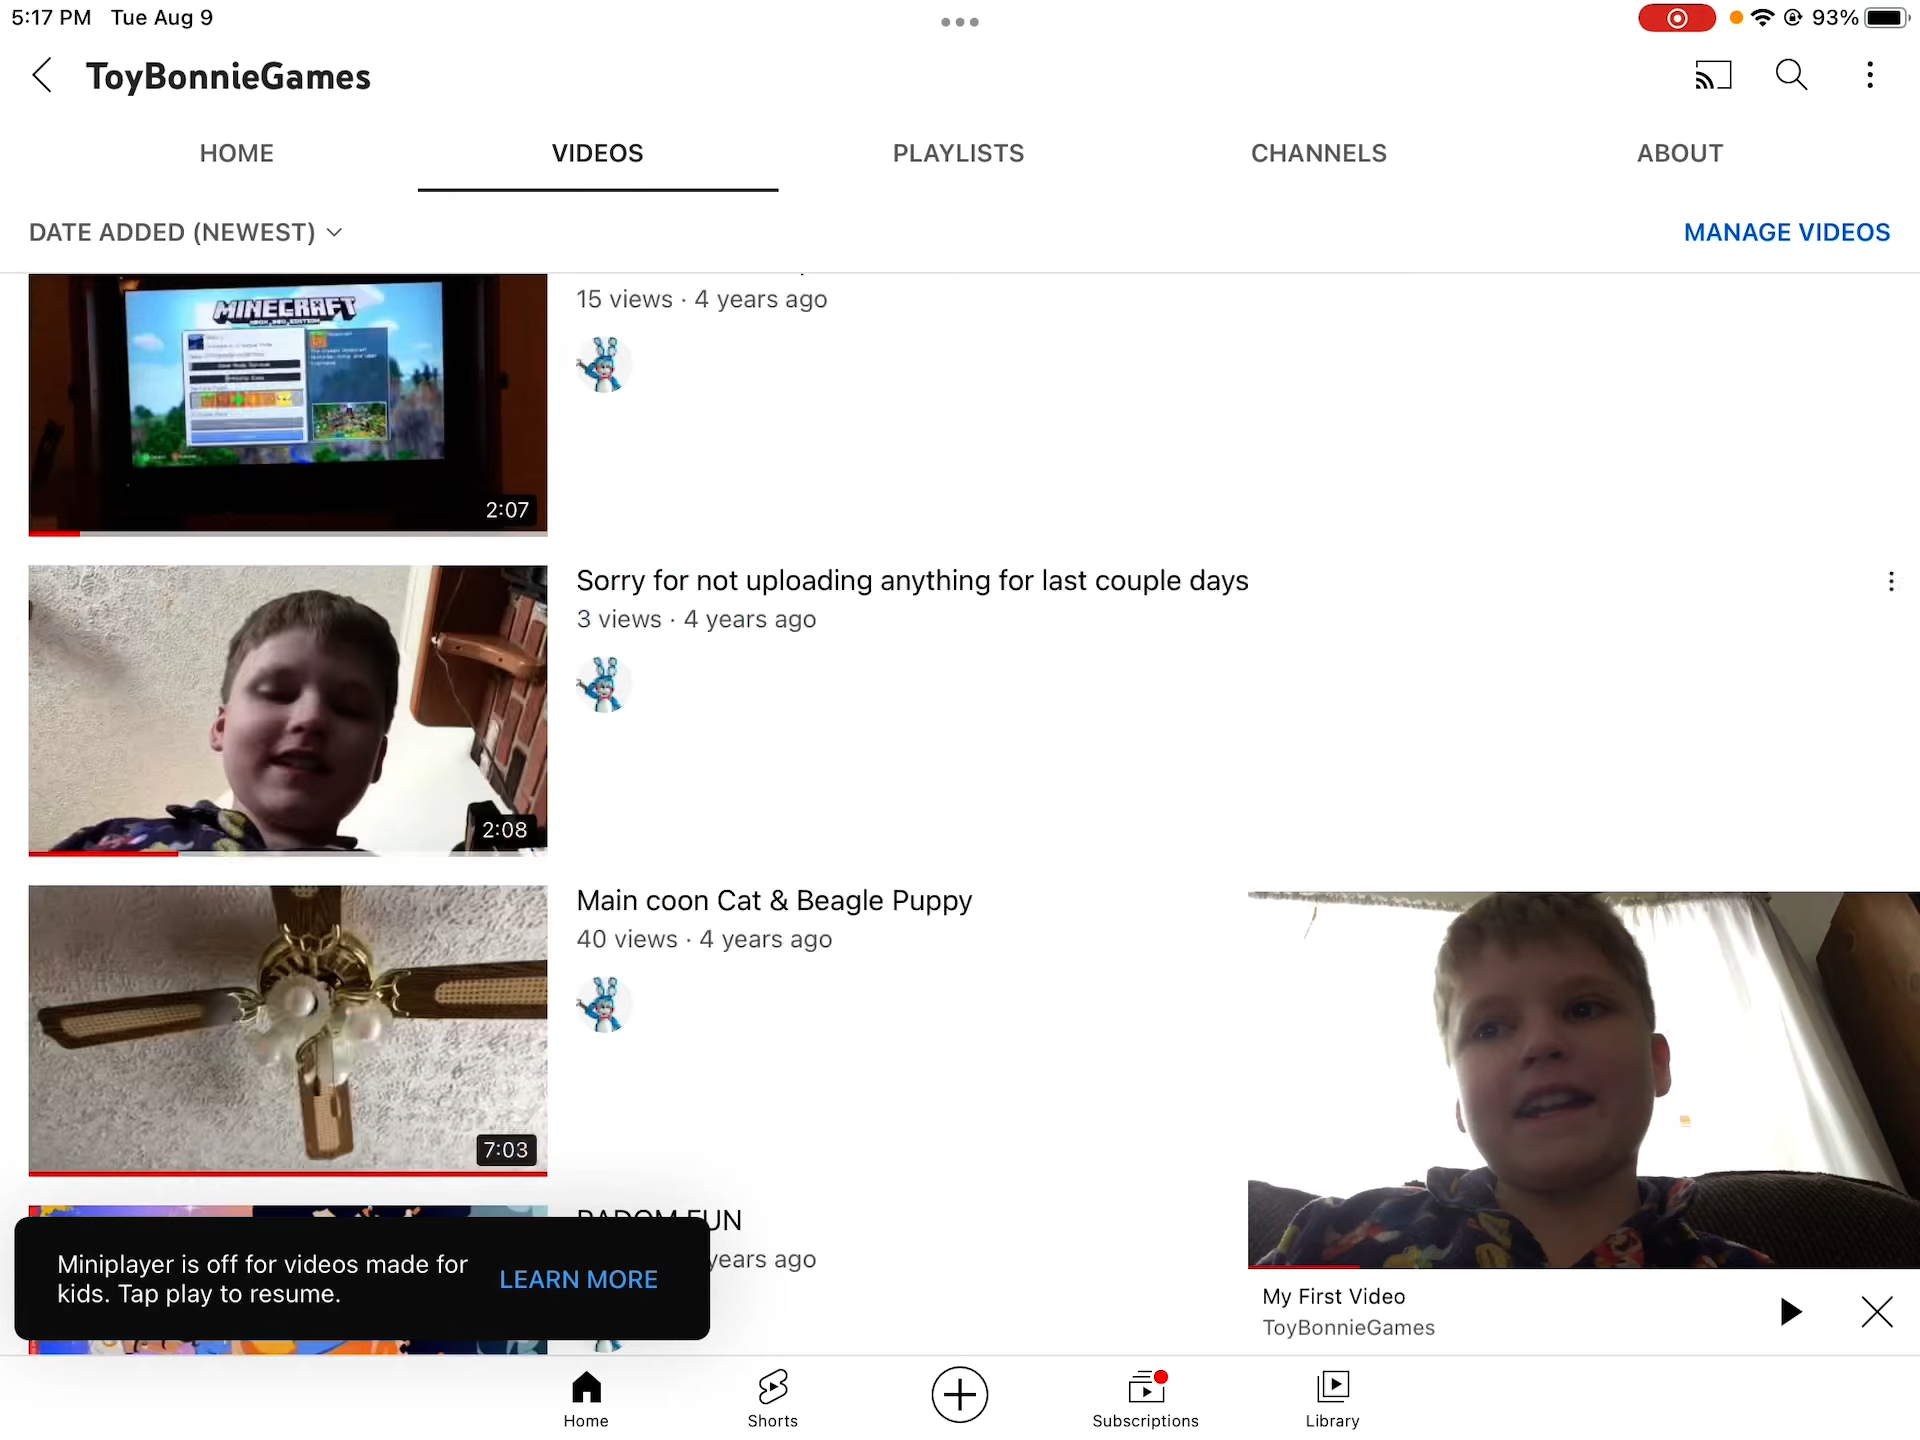 5:17 PM Tue Aug 9
93%
ToyBonnieGames
HOME
VIDEOS
PLAYLISTS
CHANNELS
ABOUT
DATE ADDED (NEWEST)
MANAGE VIDEOS
MINECRAFT
XBOX 360 EDITION
2:07
15 views · 4 years ago
2:08
Sorry for not uploading anything for last couple days
3 views · 4 years ago
7:03
Main coon Cat & Beagle Puppy
40 views · 4 years ago
RADOM FUN
years ago
Miniplayer is off for videos made for
kids. Tap play to resume.
LEARN MORE
My First Video
ToyBonnieGames
Home
Shorts
Subscriptions
Library